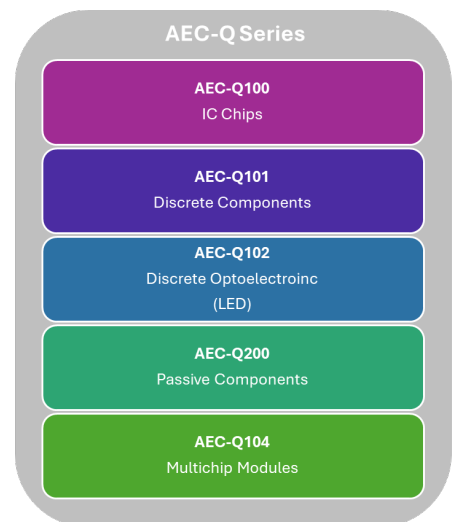 AEC-Q Series
AEC-Q100
IC Chips
AEC-Q101
Discrete Components
AEC-Q102
Discrete Optoelectroinc
(LED)
AEC-Q200
Passive Components
AEC-Q104
Multichip Modules